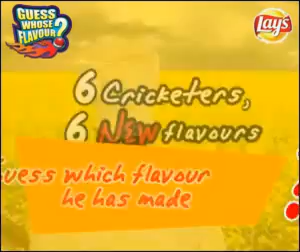 GUESS
WHOSE
FLAVOUR?
Lay's
6 Cricketers,
6 NEW flavours
uess which flavour
he has made